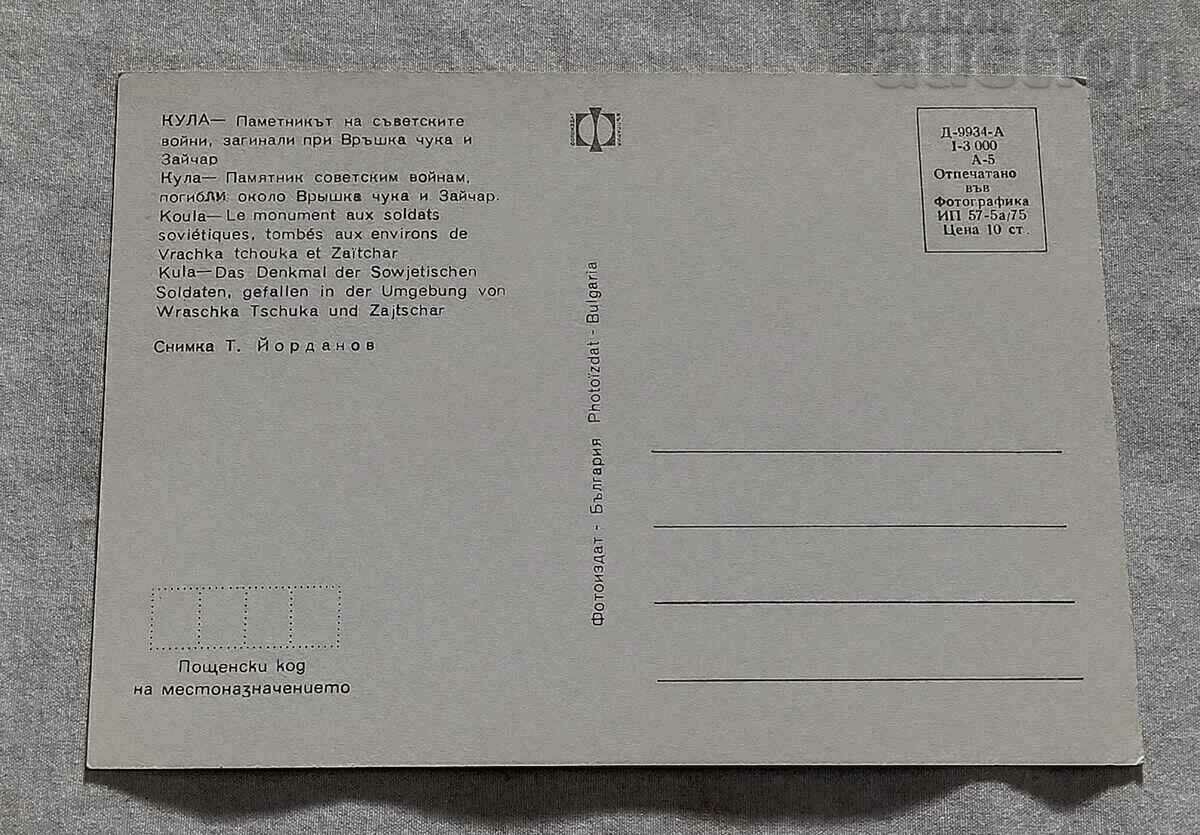 КУЛА— Паметникът на съветските
войни, загинали при Връшка чука и
Зайчар
Кула— Памятник советским войнам,
погибли около Врышка чука и Зайчар.
Koula— Le monument aux soldats
soviétiques, tombés aux environs de
Vrachka tchouka et Zaïtchar
Kula—Das Denkmal der Sowjetischen
Soldaten, gefallen in der Umgebung von
Wraschka Tschuka und Zajtschar
Снимка Т. Йорданов
Пощенски код
на местоназначението
Фотоиздат - България Photoïzdat - Bulgaria
Д-9934-А
I-3 000
А-5
Отпечатано
във
Фотографика
ИП 57-5а/75
Цена 10 ст.